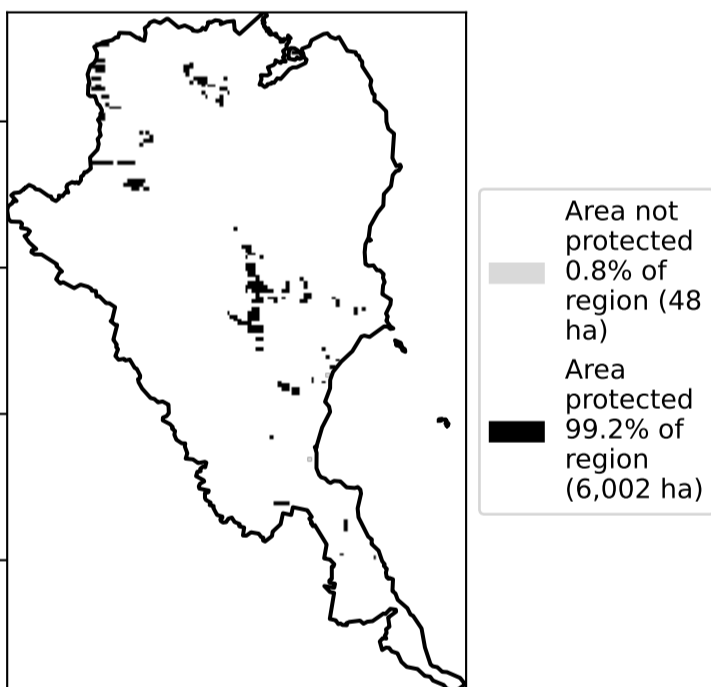 Area not
protected
0.8% of
region (48
ha)
Area
protected
99.2% of
region
(6,002 ha)